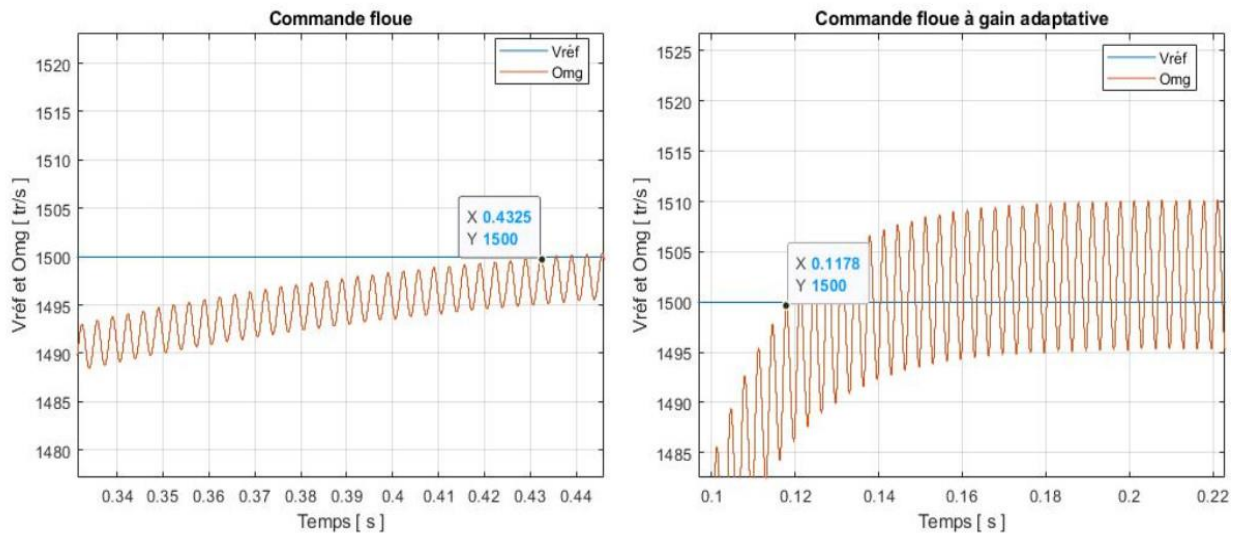 Commande floue
Vréf
Omg
1520
1515
1510
1505
1500
1495
1490
1485
1480
Vréf et Omg [ tr/s ]
X 0.4325
Y 1500
0.34 0.35 0.36 0.37 0.38 0.39 0.4 0.41 0.42 0.43 0.44
Temps [ s ]
Commande floue à gain adaptative
Vréf
Omg
1525
1520
1515
1510
1505
1500
1495
1490
1485
Vréf et Omg [ tr/s ]
X 0.1178
Y 1500
0.1 0.12 0.14 0.16 0.18 0.2 0.22
Temps [ s ]